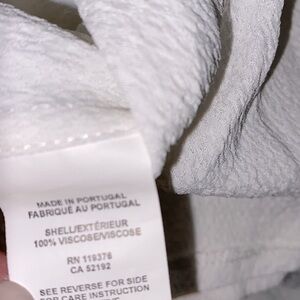 MADE IN PORTUGAL
FABRIQUÉ AU PORTUGAL
SHELL/EXTÉRIEUR
100% VISCOSE/VISCOSE
RN 119376
CA 52192
SEE REVERSE FOR SIDE
FOR CARE INSTRUCTION